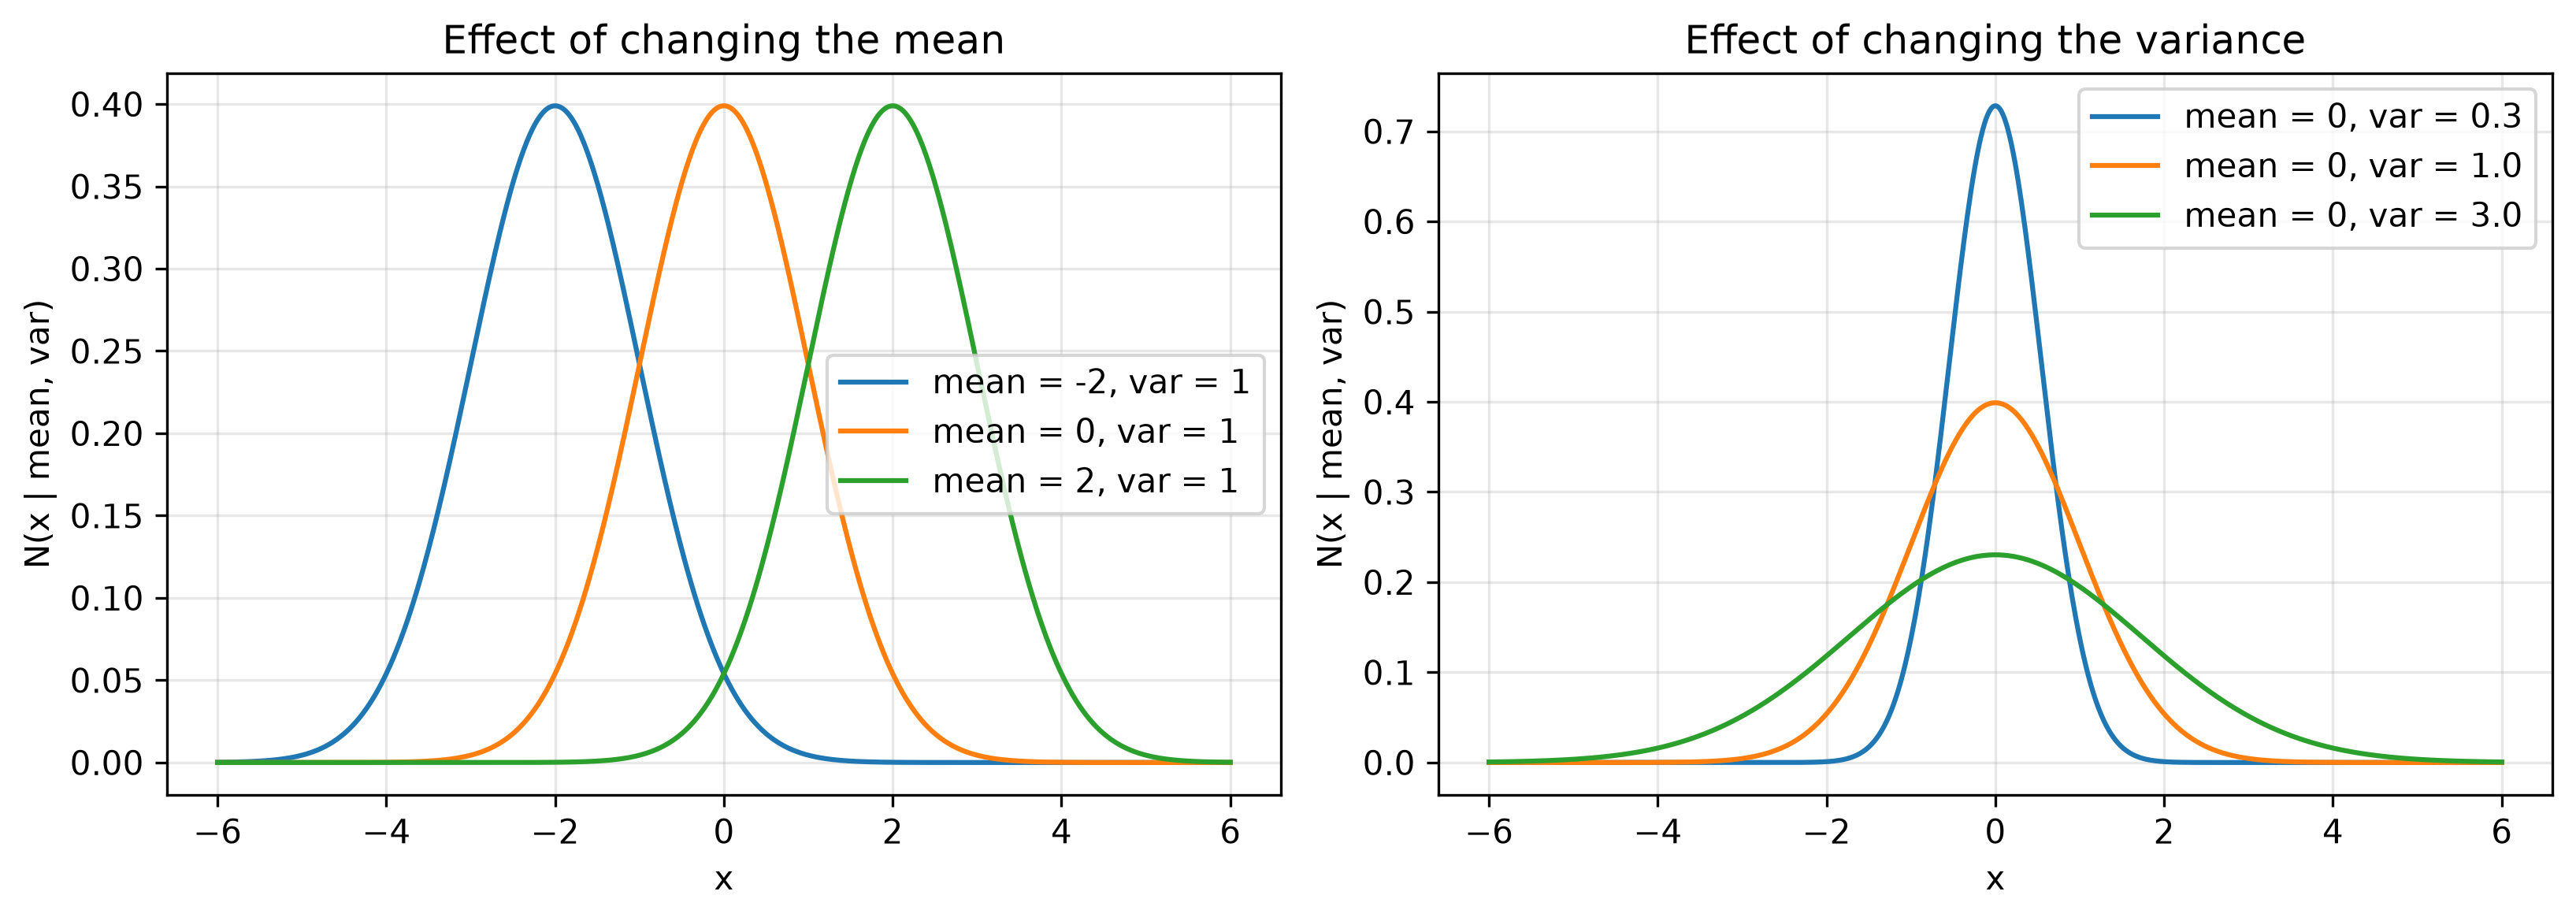 Effect of changing the mean
N(x | mean, var)
0.40
0.35
0.30
0.25
0.20
0.15
0.10
0.05
0.00
mean = -2, var = 1
mean = 0, var = 1
mean = 2, var = 1
−6 −4 −2 0 2 4 6
x
Effect of changing the variance
N(x | mean, var)
0.7
0.6
0.5
0.4
0.3
0.2
0.1
0.0
mean = 0, var = 0.3
mean = 0, var = 1.0
mean = 0, var = 3.0
−6 −4 −2 0 2 4 6
x